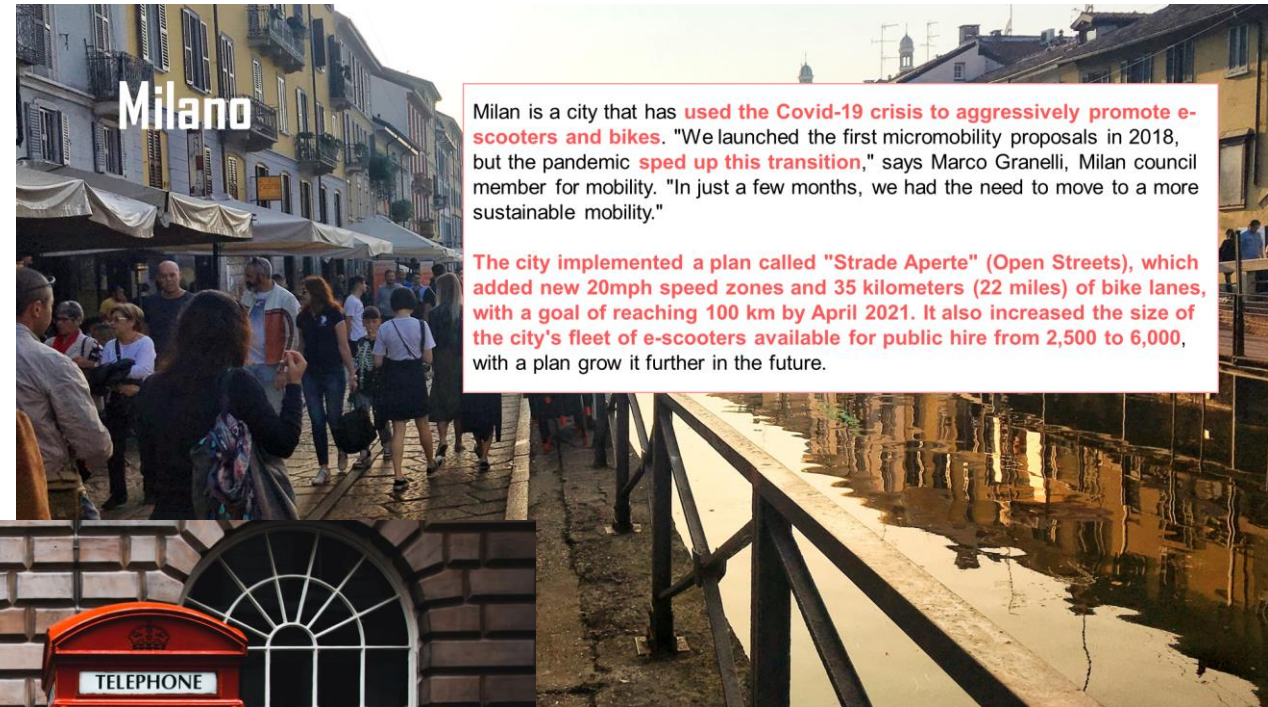 Milano
Milan is a city that has used the Covid-19 crisis to aggressively promote e-
scooters and bikes. "We launched the first micromobility proposals in 2018,
but the pandemic sped up this transition," says Marco Granelli, Milan council
member for mobility. "In just a few months, we had the need to move to a more
sustainable mobility."
The city implemented a plan called "Strade Aperte" (Open Streets), which
added new 20mph speed zones and 35 kilometers (22 miles) of bike lanes,
with a goal of reaching 100 km by April 2021. It also increased the size of
the city's fleet of e-scooters available for public hire from 2,500 to 6,000,
with a plan grow it further in the future.
TELEPHONE